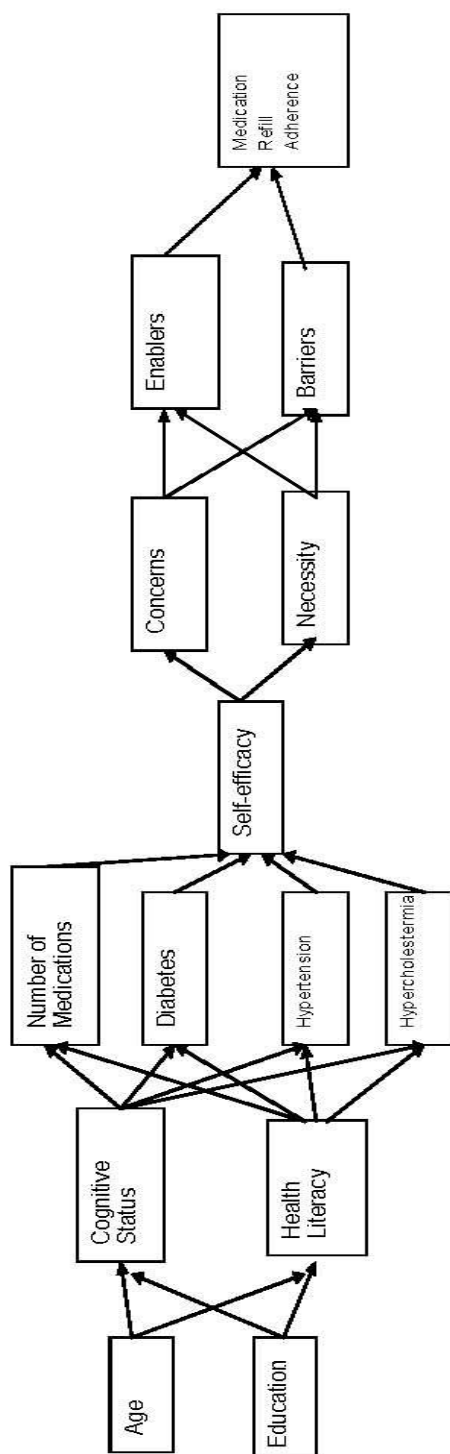 Age
Education
Cognitive
Status
Health
Literacy
Number of
Medications
Diabetes
Hypertension
Hypercholestermia
Self-efficacy
Concerns
Necessity
Enablers
Barriers
Medication
Refill
Adherence